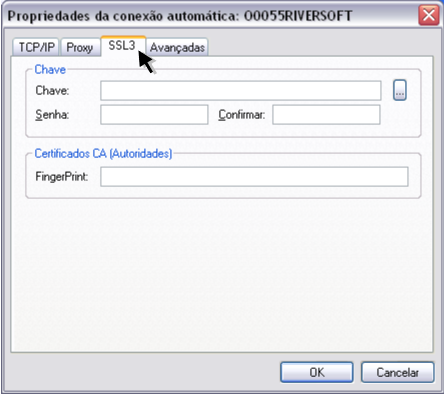 Propriedades da conexão automática: O0055RIVERSOFT
TCP/IP Proxy SSL3 Avançadas
Chave
Chave: ...
Senha: Confirmar:
Certificados CA (Autoridades)
FingerPrint:
OK Cancelar